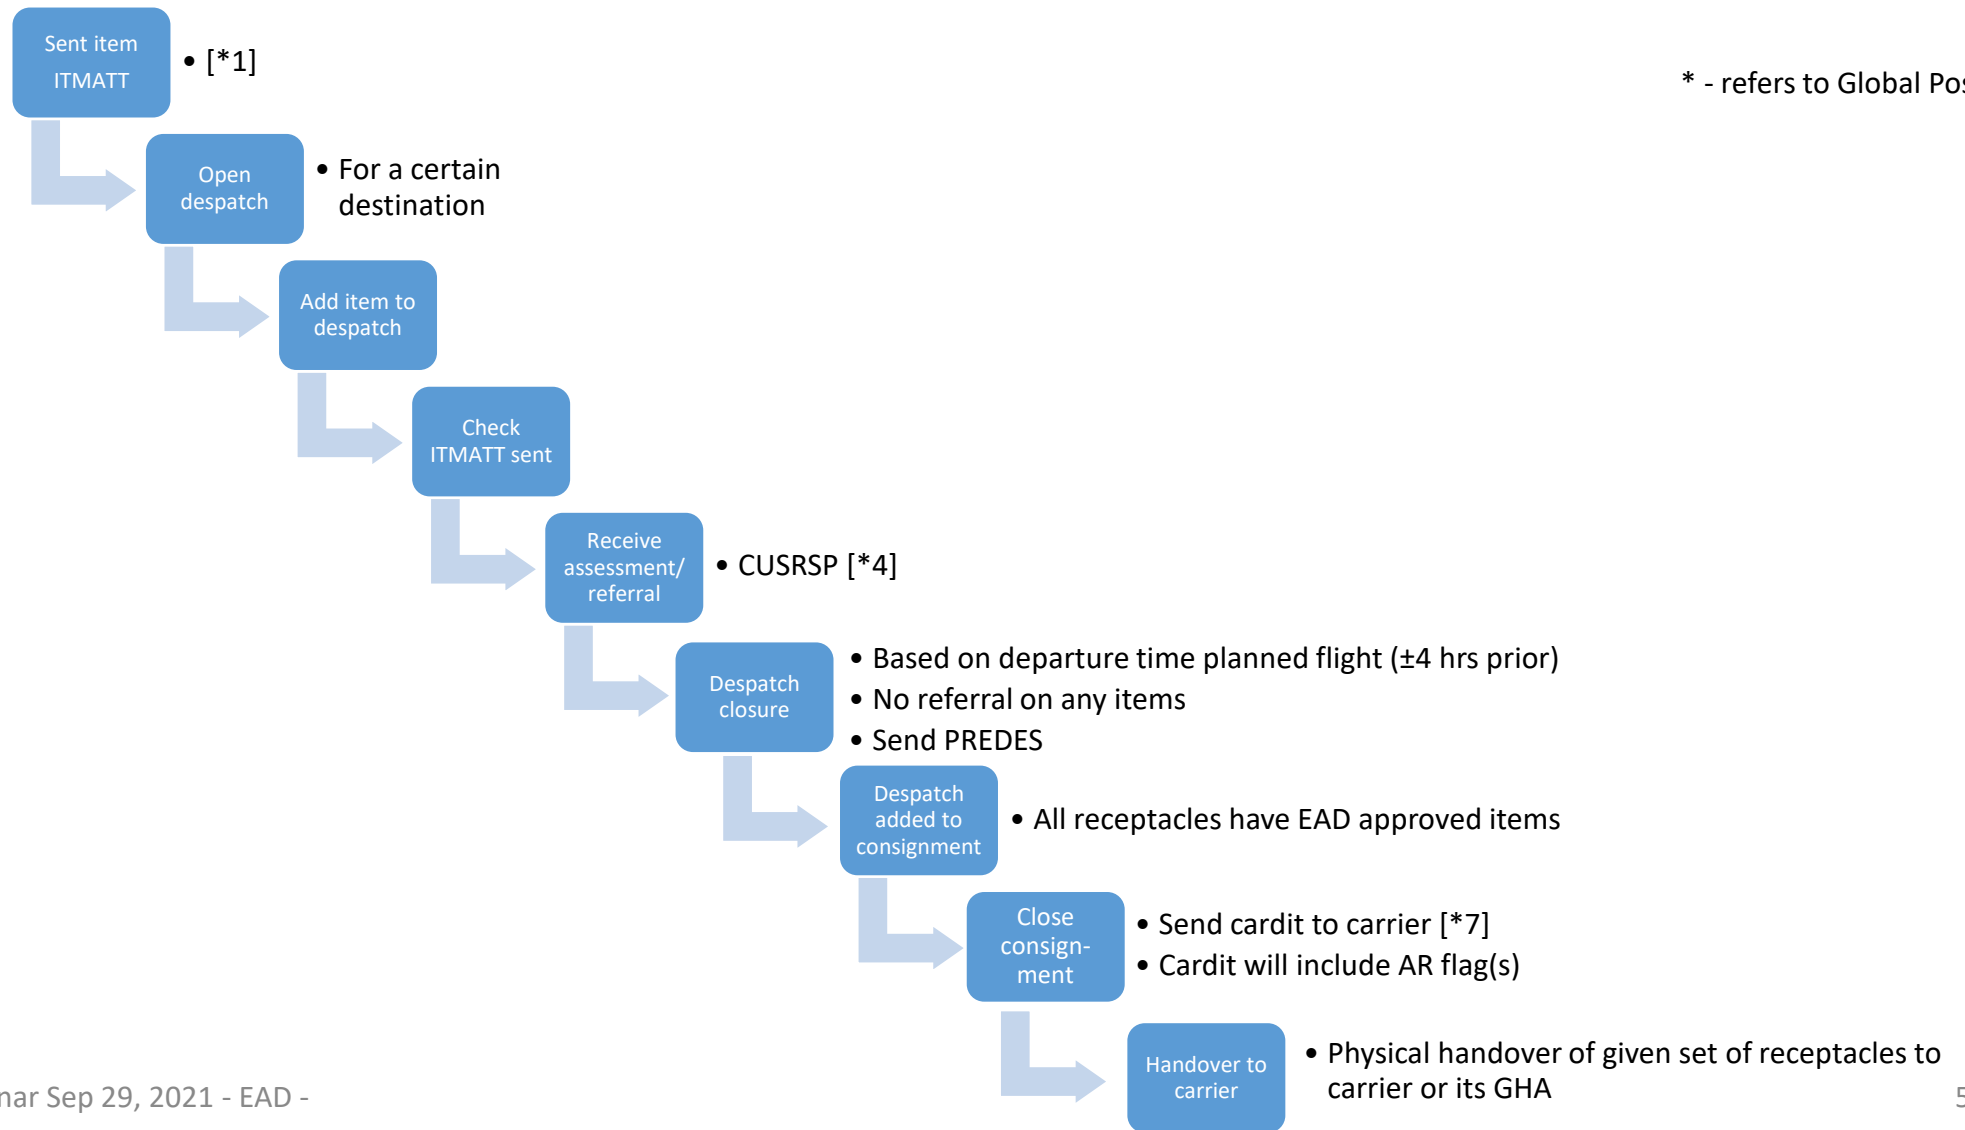 Sent item
ITMATT
• [*1]
* - refers to Global Pos
Open
despatch
• For a certain
destination
Add item to
despatch
Check
ITMATT sent
Receive
assessment/
referral
• CUSRSP [*4]
Despatch
closure
• Based on departure time planned flight (±4 hrs prior)
• No referral on any items
• Send PREDES
Despatch
added to
consignment
• All receptacles have EAD approved items
Close
consign-
ment
• Send cardit to carrier [*7]
• Cardit will include AR flag(s)
Handover to
carrier
• Physical handover of given set of receptacles to
carrier or its GHA
nar Sep 29, 2021 - EAD -
5